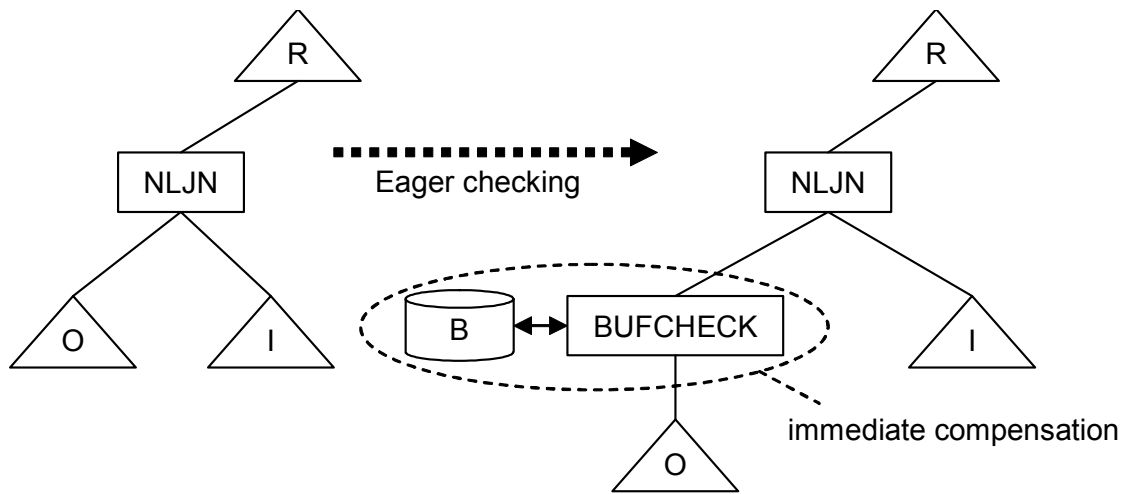 R
R
NLJN
Eager checking
NLJN
O
I
B
BUFCHECK
I
immediate compensation
O